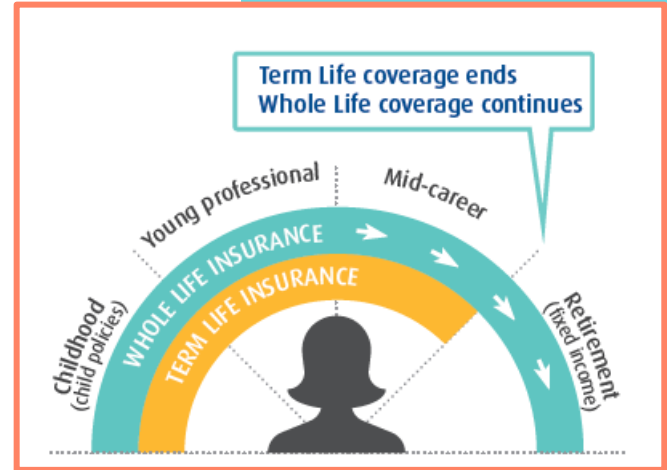 Term Life coverage ends
Whole Life coverage continues
Young professional
Mid-career
Childhood
(child policies)
WHOLE LIFE INSURANCE
TERM LIFE INSURANCE
Retirement
(fixed income)